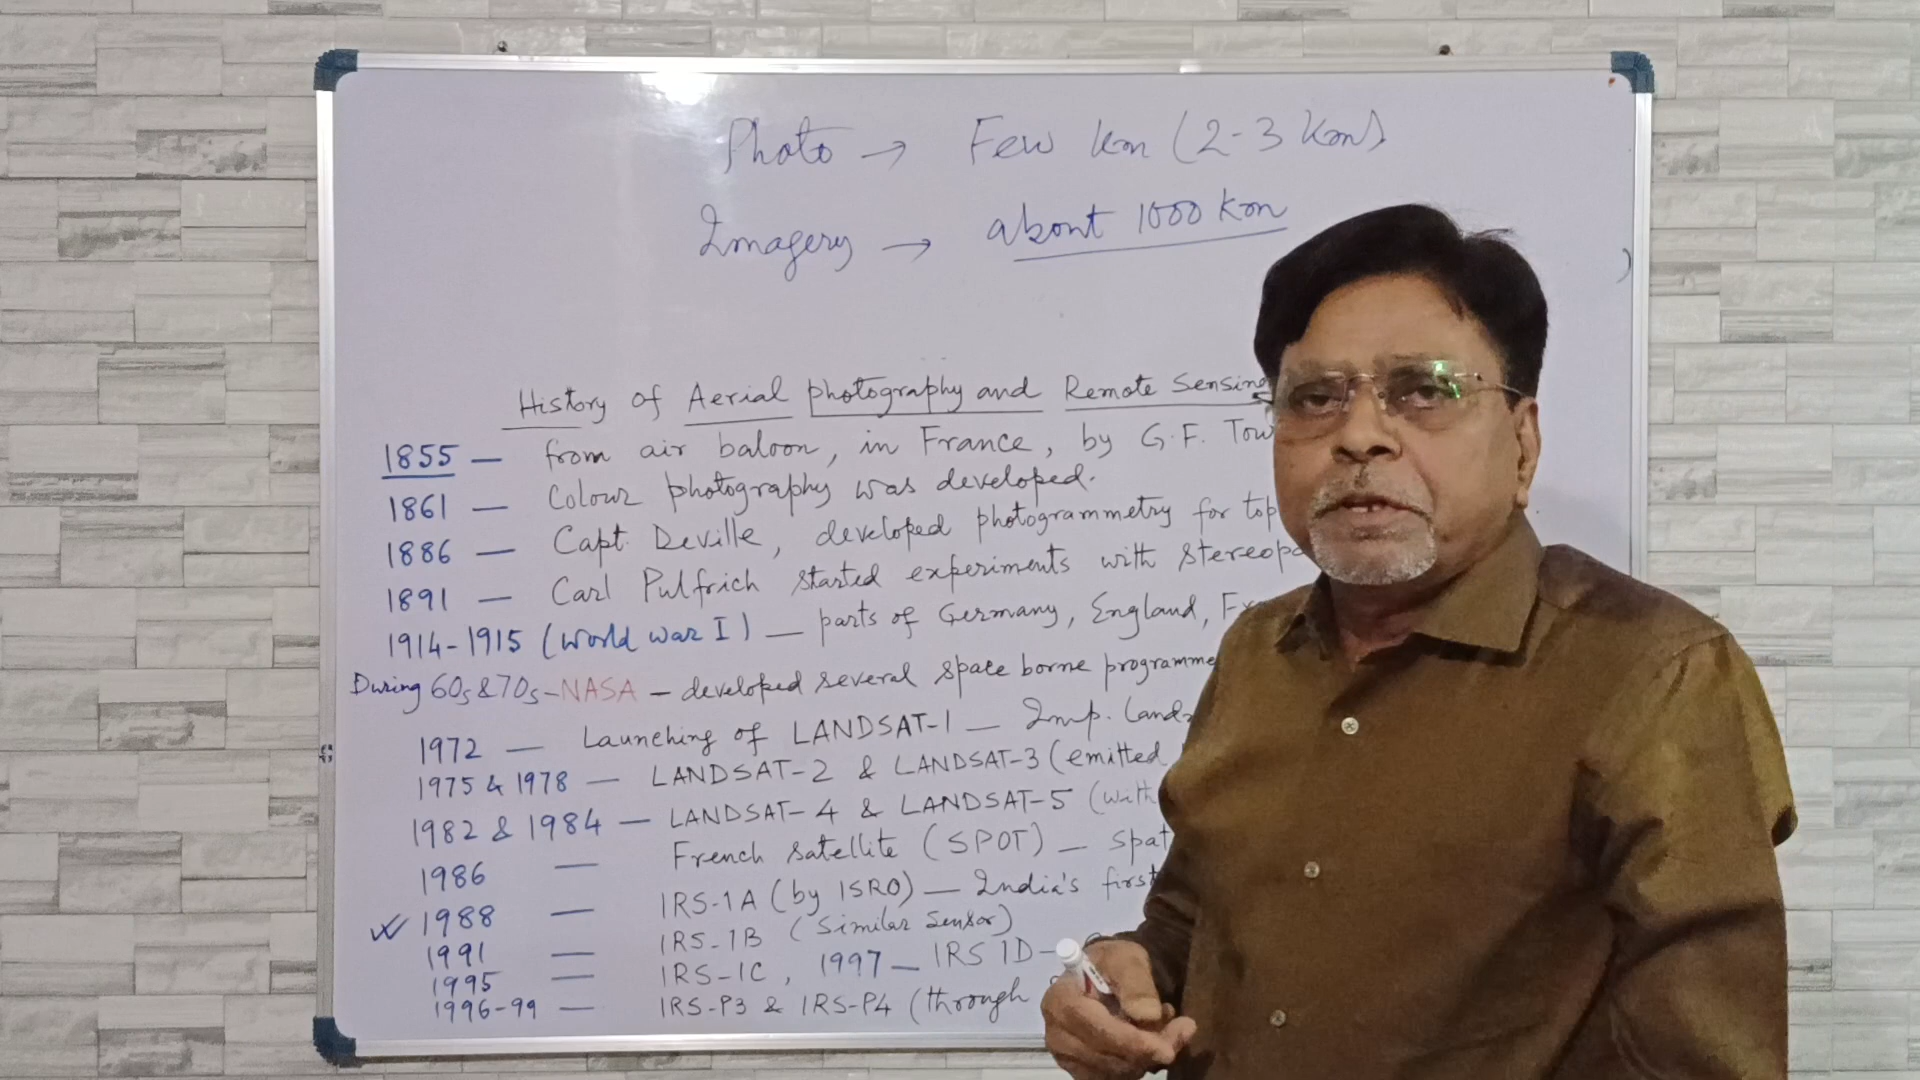 Photo → Few km (2-3 Kms)
Imagery → about 1000 km
History of Aerial photography and Remote Sensing
1855 — from air baloon, in France, by G.F.
1861 — Colour photography was developed.
1886 — Capt. Deville, developed photogrammetry for
1891 — Carl Pulfrich started experiments with
1914-1915 (World War I) — parts of Germany, England,
During 60s & 70s - NASA — developed several space borne programme
1972 — Launching of LANDSAT-1 — Imp.
1975 & 1978 — LANDSAT-2 & LANDSAT-3 (emitted
1982 & 1984 — LANDSAT-4 & LANDSAT-5 (with
1986 — French satellite (SPOT) —
1988 — IRS-1A (by ISRO) — India's first
1991 — IRS-1B (Similar Sensor)
1995 — IRS-1C, 1997 — IRS 1D —
1996-99 — IRS-P3 & IRS-P4 (through